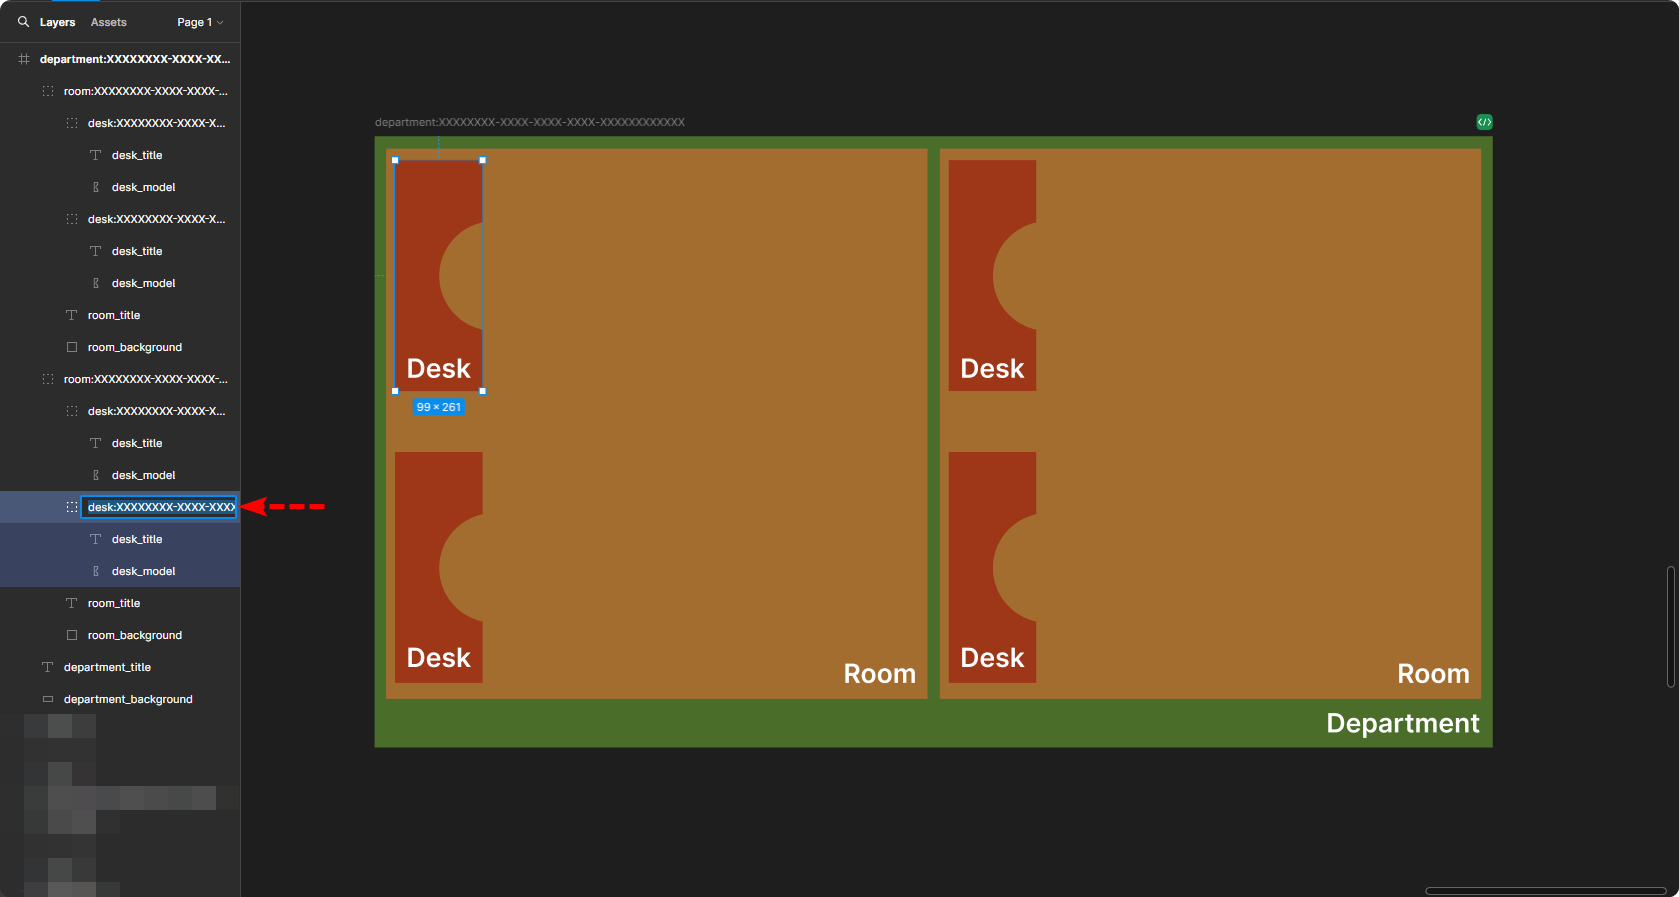 Layers Assets Page 1
department:XXXXXXXX-XXXX-XX...
room:XXXXXXXX-XXXX-XXXX-...
desk:XXXXXXXX-XXXX-X...
desk_title
desk_model
desk:XXXXXXXX-XXXX-X...
desk_title
desk_model
room_title
room_background
room:XXXXXXXX-XXXX-XXXX-...
desk:XXXXXXXX-XXXX-X...
desk_title
desk_model
desk:XXXXXXXX-XXXX-XXXX
desk_title
desk_model
room_title
room_background
department_title
department_background
department:XXXXXXXX-XXXX-XXXX-XXXX-XXXXXXXXXXXX
</>
Desk
99 × 261
Desk
Room
Desk
Desk
Room
Department